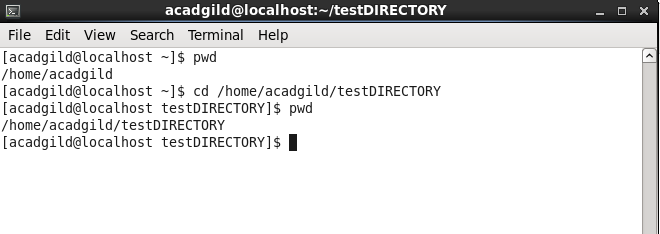 acadgild@localhost:~/testDIRECTORY
File Edit View Search Terminal Help
[acadgild@localhost ~]$ pwd
/home/acadgild
[acadgild@localhost ~]$ cd /home/acadgild/testDIRECTORY
[acadgild@localhost testDIRECTORY]$ pwd
/home/acadgild/testDIRECTORY
[acadgild@localhost testDIRECTORY]$